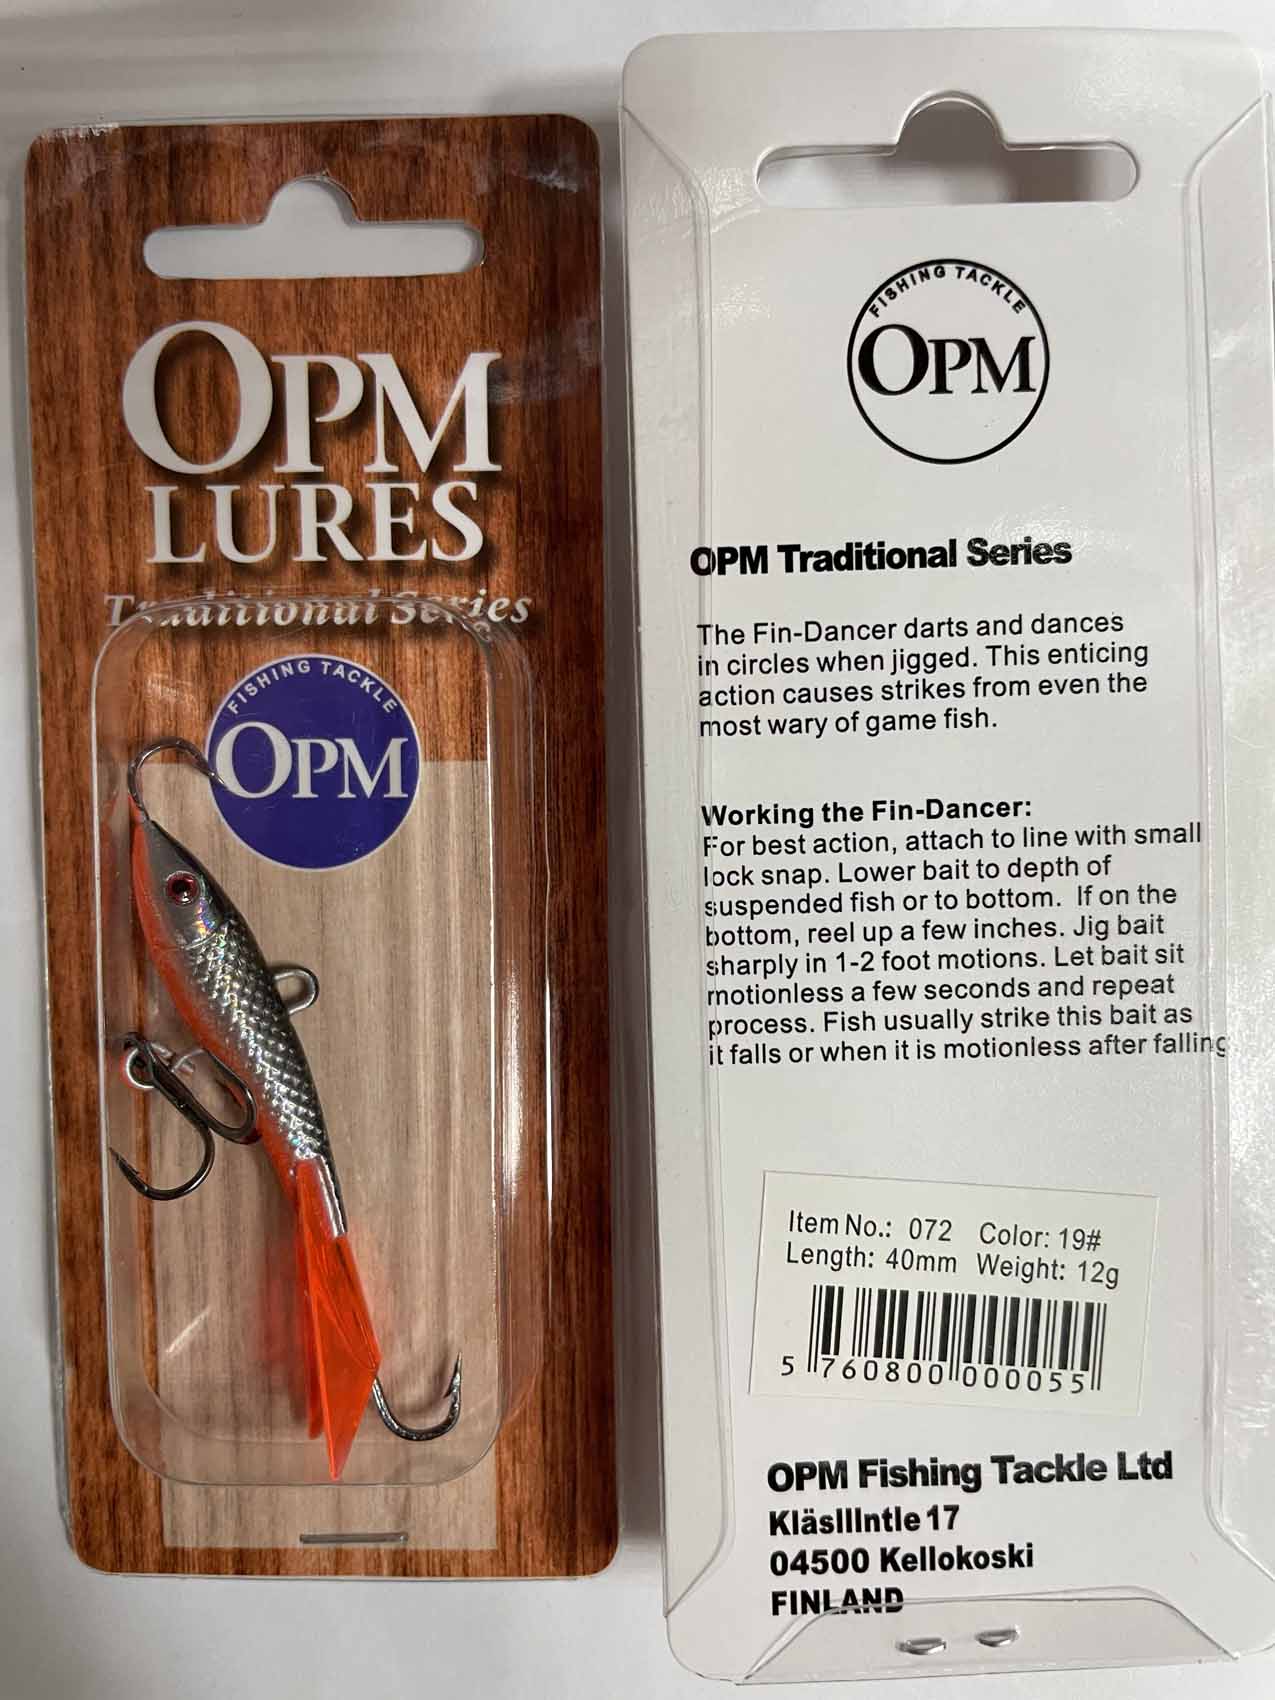 OPM
LURES
Traditional Series
FISHING TACKLE
OPM
FISHING TACKLE
OPM
OPM Traditional Series
The Fin-Dancer darts and dances
in circles when jigged. This enticing
action causes strikes from even the
most wary of game fish.
Working the Fin-Dancer:
For best action, attach to line with small
lock snap. Lower bait to depth of
suspended fish or to bottom. If on the
bottom, reel up a few inches. Jig bait
sharply in 1-2 foot motions. Let bait sit
motionless a few seconds and repeat
process. Fish usually strike this bait as
it falls or when it is motionless after falling
Item No.: 072 Color: 19#
Length: 40mm Weight: 12g
5 760800 000055
OPM Fishing Tackle Ltd
KläsIIIntIe 17
04500 Kellokoski
FINLAND